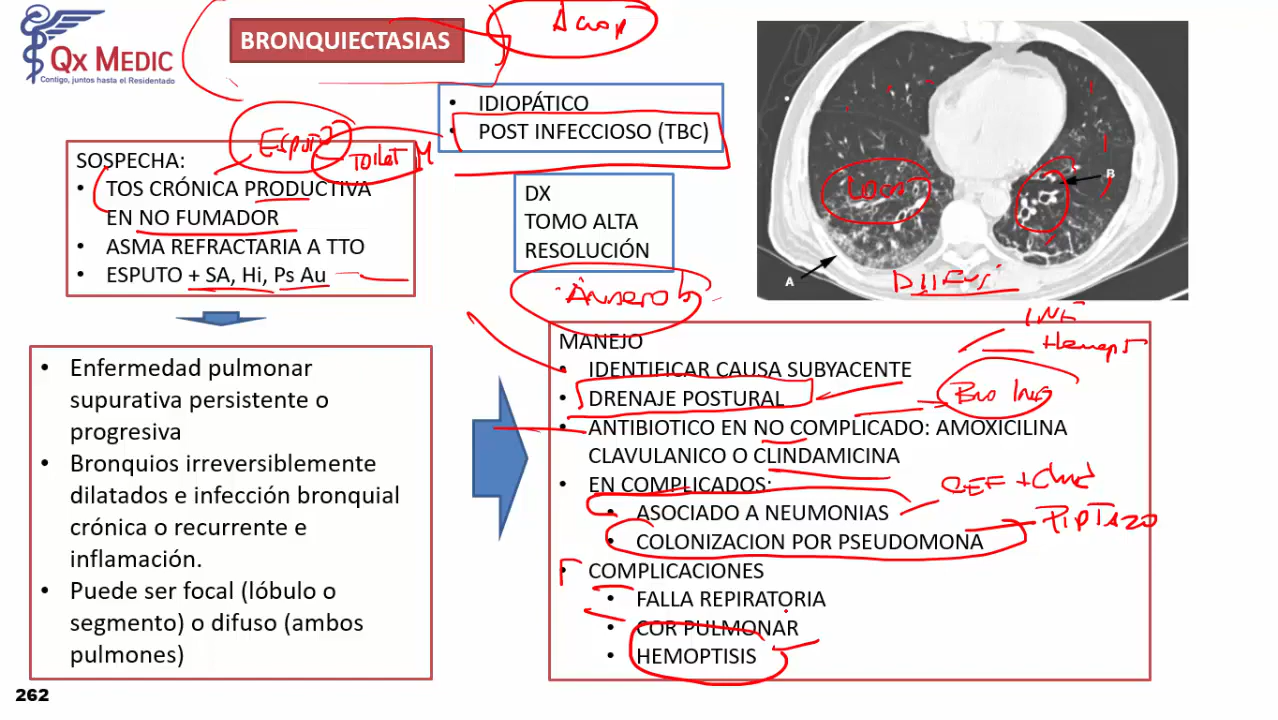 Qx MEDIC
Contigo, juntos hasta el Residentado
BRONQUIECTASIAS
IDIOPÁTICO
POST INFECCIOSO (TBC)
TOILET
SOSPECHA:
• TOS CRÓNICA PRODUCTIVA
EN NO FUMADOR
• ASMA REFRACTARIA A TTO
• ESPUTO + SA, Hi, Ps Au
DX
TOMO ALTA
RESOLUCIÓN
B
A
• Enfermedad pulmonar
supurativa persistente o
progresiva
• Bronquios irreversiblemente
dilatados e infección bronquial
crónica o recurrente e
inflamación.
• Puede ser focal (lóbulo o
segmento) o difuso (ambos
pulmones)
MANEJO
• IDENTIFICAR CAUSA SUBYACENTE
• DRENAJE POSTURAL
• ANTIBIOTICO EN NO COMPLICADO: AMOXICILINA
CLAVULANICO O CLINDAMICINA
• EN COMPLICADOS:
• ASOCIADO A NEUMONIAS
• COLONIZACION POR PSEUDOMONA
PIPTAZO
• COMPLICACIONES
• FALLA REPIRATORIA
• COR PULMONAR
• HEMOPTISIS
262